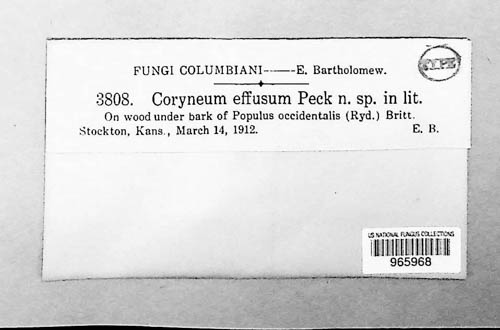 TYPE
FUNGI COLUMBIANI——E. Bartholomew.
3808. Coryneum effusum Peck n. sp. in lit.
On wood under bark of Populus occidentalis (Ryd.) Britt.
Stockton, Kans., March 14, 1912. E. B.
US NATIONAL FUNGUS COLLECTIONS
965968